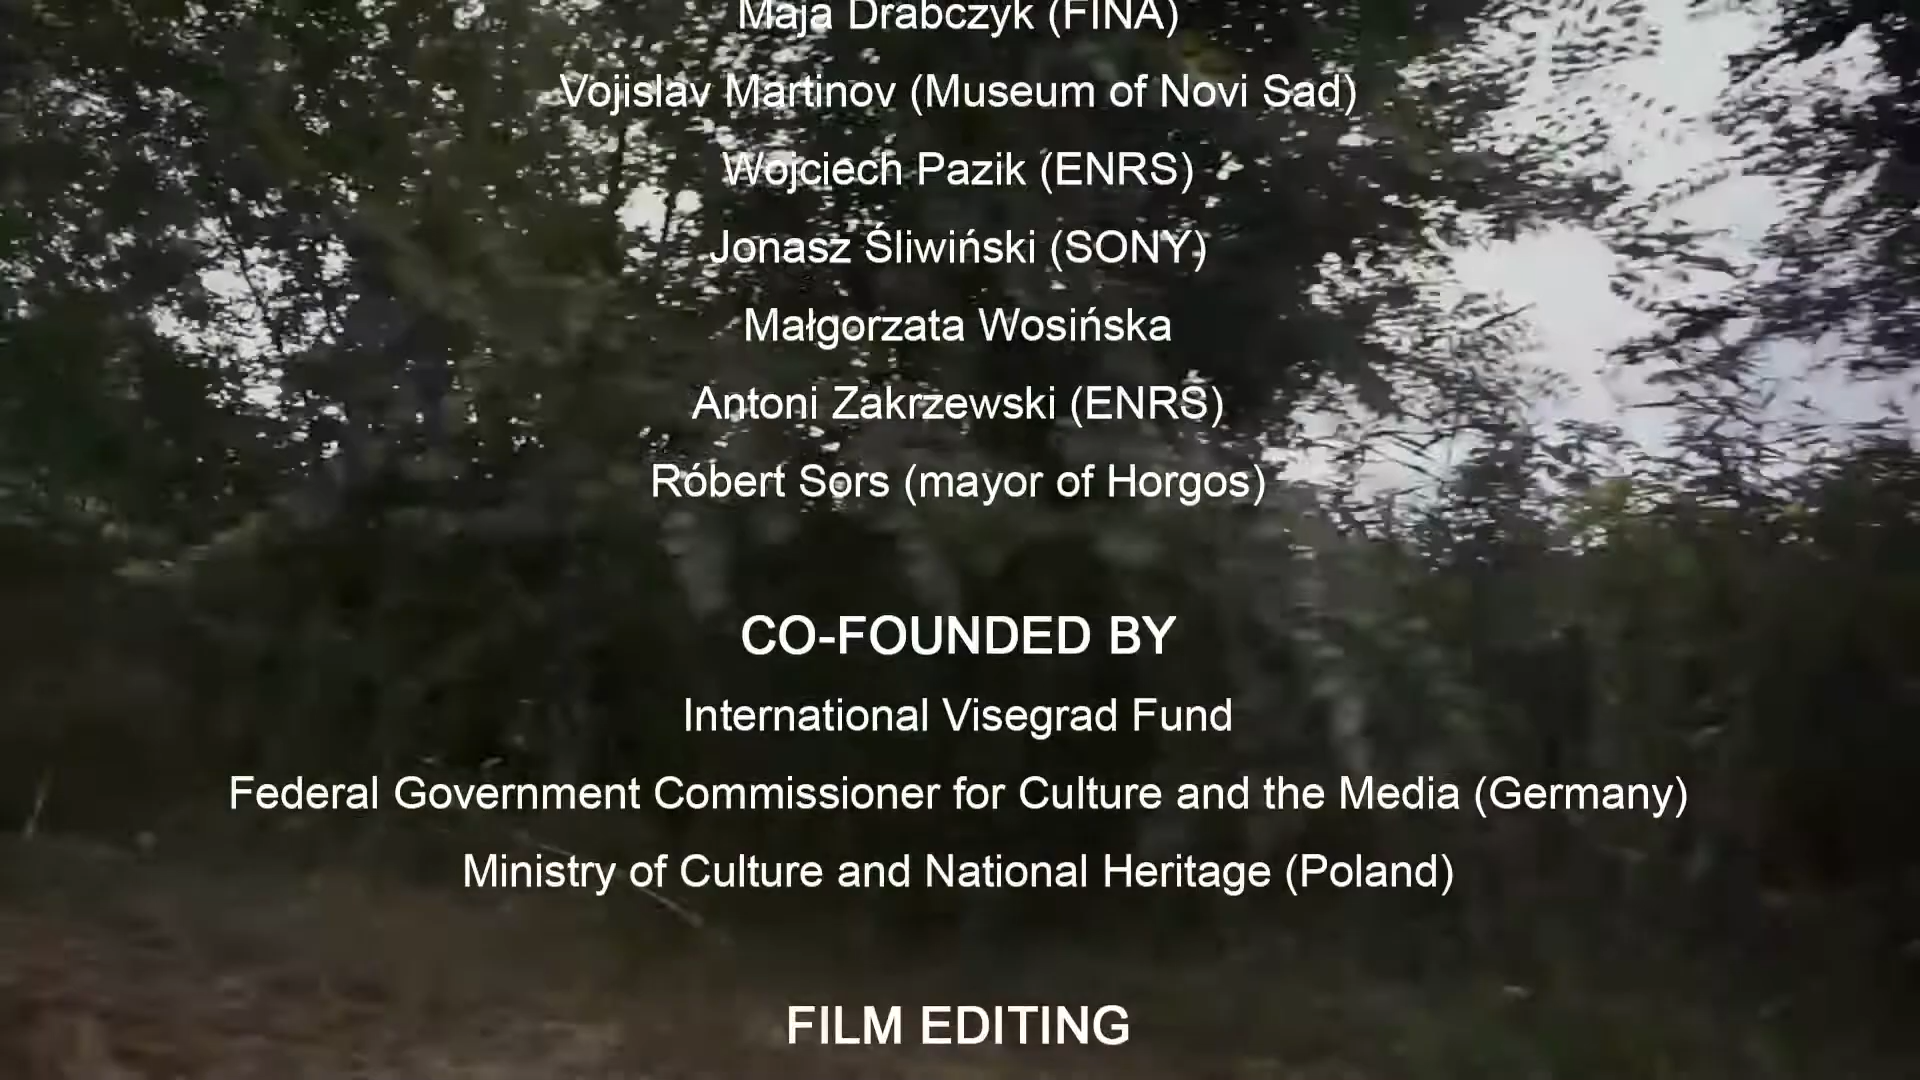 Maja Drabczyk (FINA)
Vojislav Martinov (Museum of Novi Sad)
Wojciech Pazik (ENRS)
Jonasz Śliwiński (SONY)
Małgorzata Wosińska
Antoni Zakrzewski (ENRS)
Róbert Sors (mayor of Horgos)
CO-FOUNDED BY
International Visegrad Fund
Federal Government Commissioner for Culture and the Media (Germany)
Ministry of Culture and National Heritage (Poland)
FILM EDITING